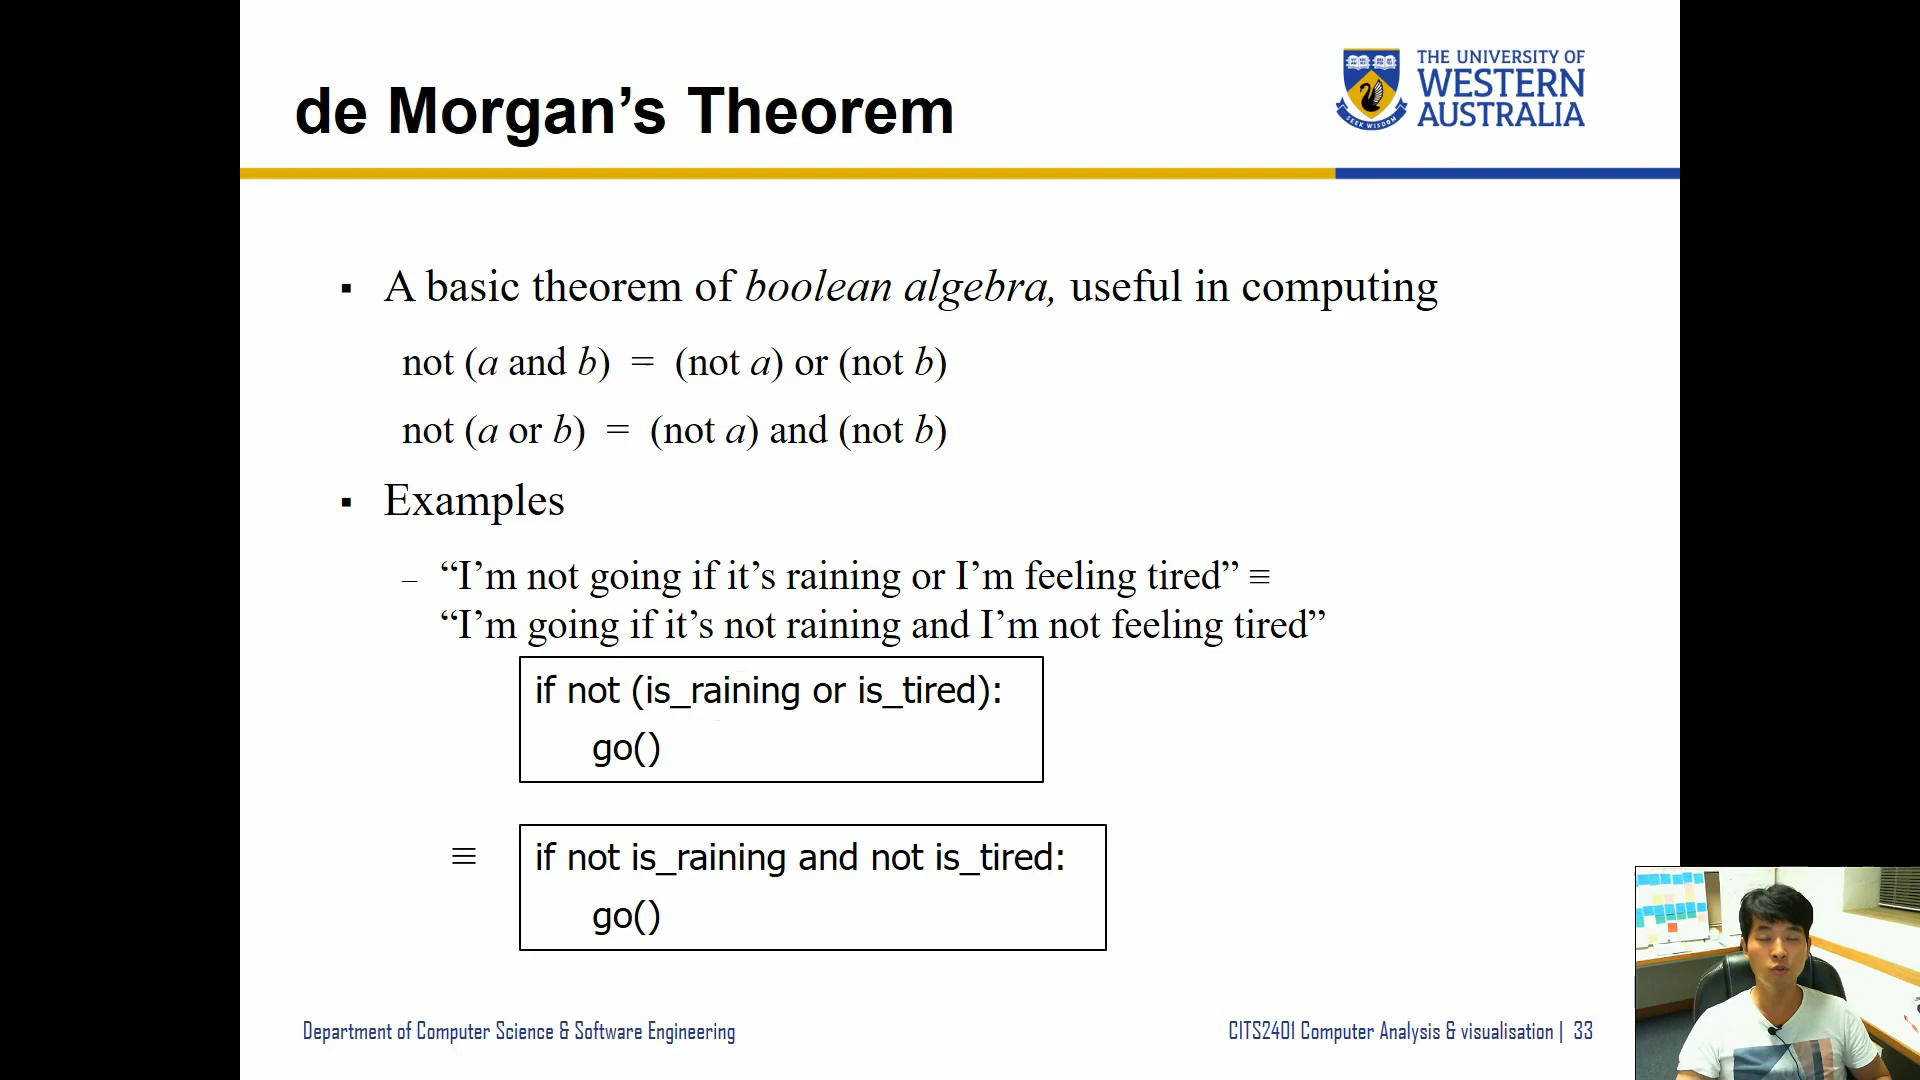 de Morgan’s Theorem
THE UNIVERSITY OF
WESTERN
AUSTRALIA
SEEK WISDOM
▪ A basic theorem of boolean algebra, useful in computing
not (a and b) = (not a) or (not b)
not (a or b) = (not a) and (not b)
▪ Examples
– “I’m not going if it’s raining or I’m feeling tired” ≡
“I’m going if it’s not raining and I’m not feeling tired”
if not (is_raining or is_tired):
go()
≡ if not is_raining and not is_tired:
go()
Department of Computer Science & Software Engineering
CITS2401 Computer Analysis & visualisation | 33